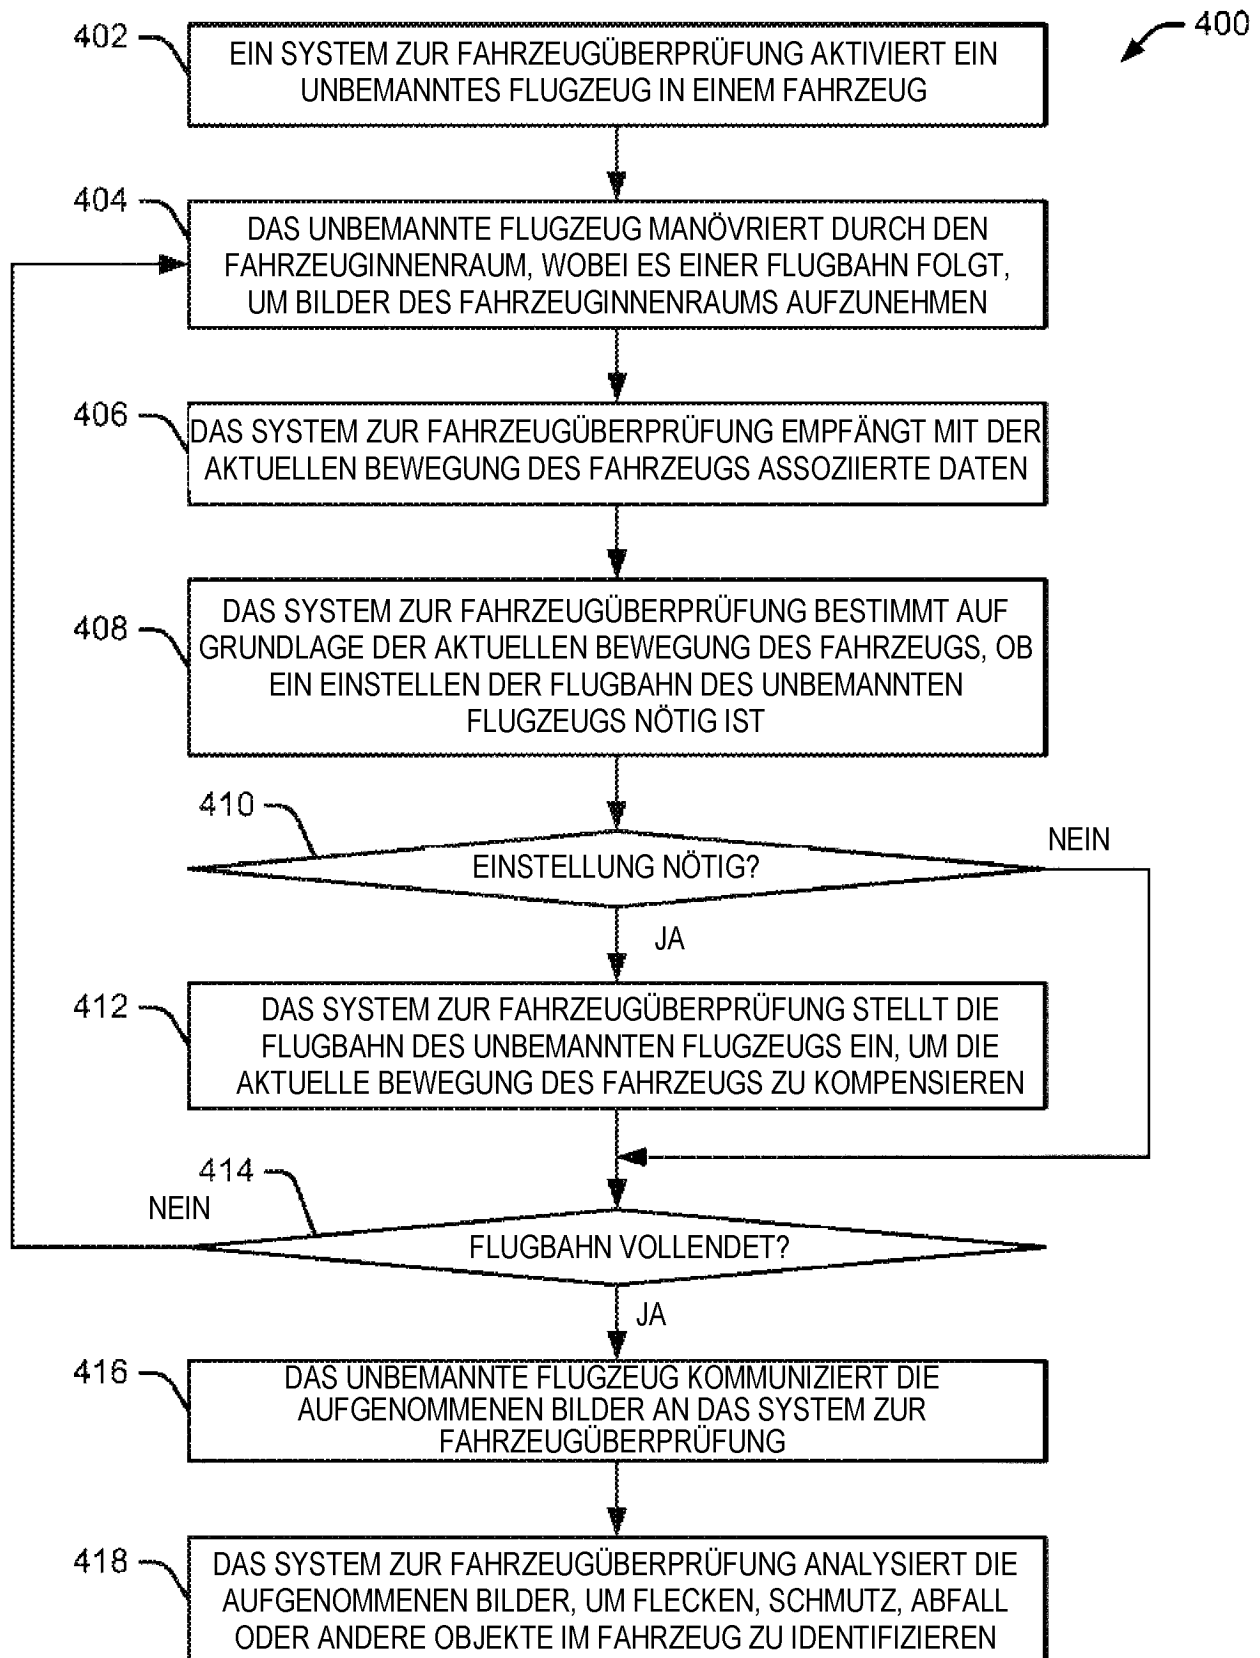 400
402
EIN SYSTEM ZUR FAHRZEUGÜBERPRÜFUNG AKTIVIERT EIN
UNBEMANNTES FLUGZEUG IN EINEM FAHRZEUG
404
DAS UNBEMANNTE FLUGZEUG MANÖVRIERT DURCH DEN
FAHRZEUGINNENRAUM, WOBEI ES EINER FLUGBAHN FOLGT,
UM BILDER DES FAHRZEUGINNENRAUMS AUFZUNEHMEN
406
DAS SYSTEM ZUR FAHRZEUGÜBERPRÜFUNG EMPFÄNGT MIT DER
AKTUELLEN BEWEGUNG DES FAHRZEUGS ASSOZIIERTE DATEN
408
DAS SYSTEM ZUR FAHRZEUGÜBERPRÜFUNG BESTIMMT AUF
GRUNDLAGE DER AKTUELLEN BEWEGUNG DES FAHRZEUGS, OB
EIN EINSTELLEN DER FLUGBAHN DES UNBEMANNTEN
FLUGZEUGS NÖTIG IST
410
EINSTELLUNG NÖTIG?
NEIN
JA
412
DAS SYSTEM ZUR FAHRZEUGÜBERPRÜFUNG STELLT DIE
FLUGBAHN DES UNBEMANNTEN FLUGZEUGS EIN, UM DIE
AKTUELLE BEWEGUNG DES FAHRZEUGS ZU KOMPENSIEREN
414
NEIN
FLUGBAHN VOLLENDET?
JA
416
DAS UNBEMANNTE FLUGZEUG KOMMUNIZIERT DIE
AUFGENOMMENEN BILDER AN DAS SYSTEM ZUR
FAHRZEUGÜBERPRÜFUNG
418
DAS SYSTEM ZUR FAHRZEUGÜBERPRÜFUNG ANALYSIERT DIE
AUFGENOMMENEN BILDER, UM FLECKEN, SCHMUTZ, ABFALL
ODER ANDERE OBJEKTE IM FAHRZEUG ZU IDENTIFIZIEREN